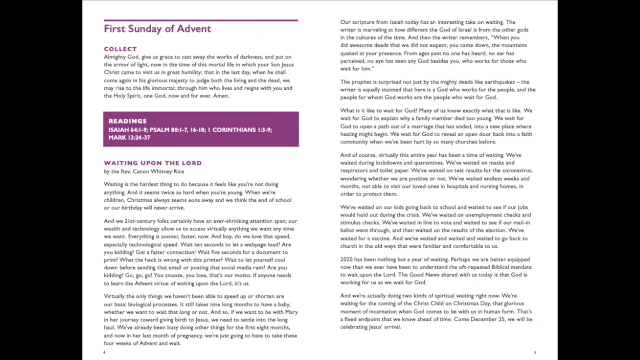 First Sunday of Advent
COLLECT
Almighty God, give us grace to cast away the works of darkness, and put on
the armor of light, now in the time of this mortal life in which your Son Jesus
Christ came to visit us in great humility; that in the last day, when he shall
come again in his glorious majesty to judge both the living and the dead, we
may rise to the life immortal; through him who lives and reigns with you and
the Holy Spirit, one God, now and for ever. Amen.
READINGS
ISAIAH 64:1-9; PSALM 80:1-7, 16-18; 1 CORINTHIANS 1:3-9;
MARK 13:24-37
WAITING UPON THE LORD
by the Rev. Canon Whitney Rice
Waiting is the hardest thing to do because it feels like you're not doing
anything. And it seems twice as hard when you're young. When we're
children, Christmas always seems eons away and we think the end of school
or our birthday will never arrive.
And we 21st-century folks certainly have an ever-shrinking attention span; our
wealth and technology allow us to access virtually anything we want any time
we want. Everything is sooner, faster, now. And boy, do we love that speed,
especially technological speed. Wait ten seconds to let a webpage load? Are
you kidding! Get a faster connection! Wait five seconds for a document to
print? What the heck is wrong with this printer? Wait to let yourself cool
down before sending that email or posting that social media rant? Are you
kidding! Go, go, go! You snooze, you lose, that's our motto. If anyone needs
to learn the Advent virtue of waiting upon the Lord, it's us.
Virtually the only things we haven't been able to speed up or shorten are
our basic biological processes. It still takes nine long months to have a baby,
whether we want to wait that long or not. And so, if we want to be with Mary
in her journey toward giving birth to Jesus, we need to settle into the long
haul. We've already been busy doing other things for the first eight months,
and now in her last month of pregnancy, we're just going to have to take these
four weeks of Advent and wait.
4
Our scripture from Isaiah today has an interesting take on waiting. The
writer is marveling at how different the God of Israel is from the other gods
in the cultures of the time. And then the writer remembers, "When you
did awesome deeds that we did not expect, you came down, the mountains
quaked at your presence. From ages past no one has heard, no ear has
perceived, no eye has seen any God besides you, who works for those who
wait for him."
The prophet is surprised not just by the mighty deeds like earthquakes – the
writer is equally stunned that here is a God who works for the people, and
the people for whom God works are the people who wait for God.
What is it like to wait for God? Many of us know exactly what that is like. We
wait for God to explain why a family member died too young. We wait for
God to open a path out of a marriage that has ended, into a new place where
healing might begin. We wait for God to reveal an open door back into a faith
community when we've been hurt by so many churches before.
And of course, virtually this entire year has been a time of waiting. We've
waited during lockdowns and quarantines. We've waited on masks and
respirators and toilet paper. We've waited on test results for the coronavirus,
wondering whether we are positive or not. We've waited endless weeks and
months, not able to visit our loved ones in hospitals and nursing homes, in
order to protect them.
We've waited on our kids going back to school and waited to see if our jobs
would hold out during the crisis. We've waited on unemployment checks and
stimulus checks. We've waited in line to vote and waited to see if our mail-in
ballot went through, and then waited on the results of the election. We've
waited for a vaccine. And we've waited and waited and waited to go back to
church in the old ways that were familiar and comfortable to us.
2020 has been nothing but a year of waiting. Perhaps we are better equipped
now than we ever have been to understand the oft-repeated Biblical mandate
to wait upon the Lord. The Good News shared with us today is that God is
working for us as we wait for God.
And we're actually doing two kinds of spiritual waiting right now. We're
waiting for the coming of the Christ Child on Christmas Day, that glorious
moment of incarnation when God comes to be with us in human form. That's
a fixed endpoint that we know ahead of time. Come December 25, we will be
celebrating Jesus' arrival.
5